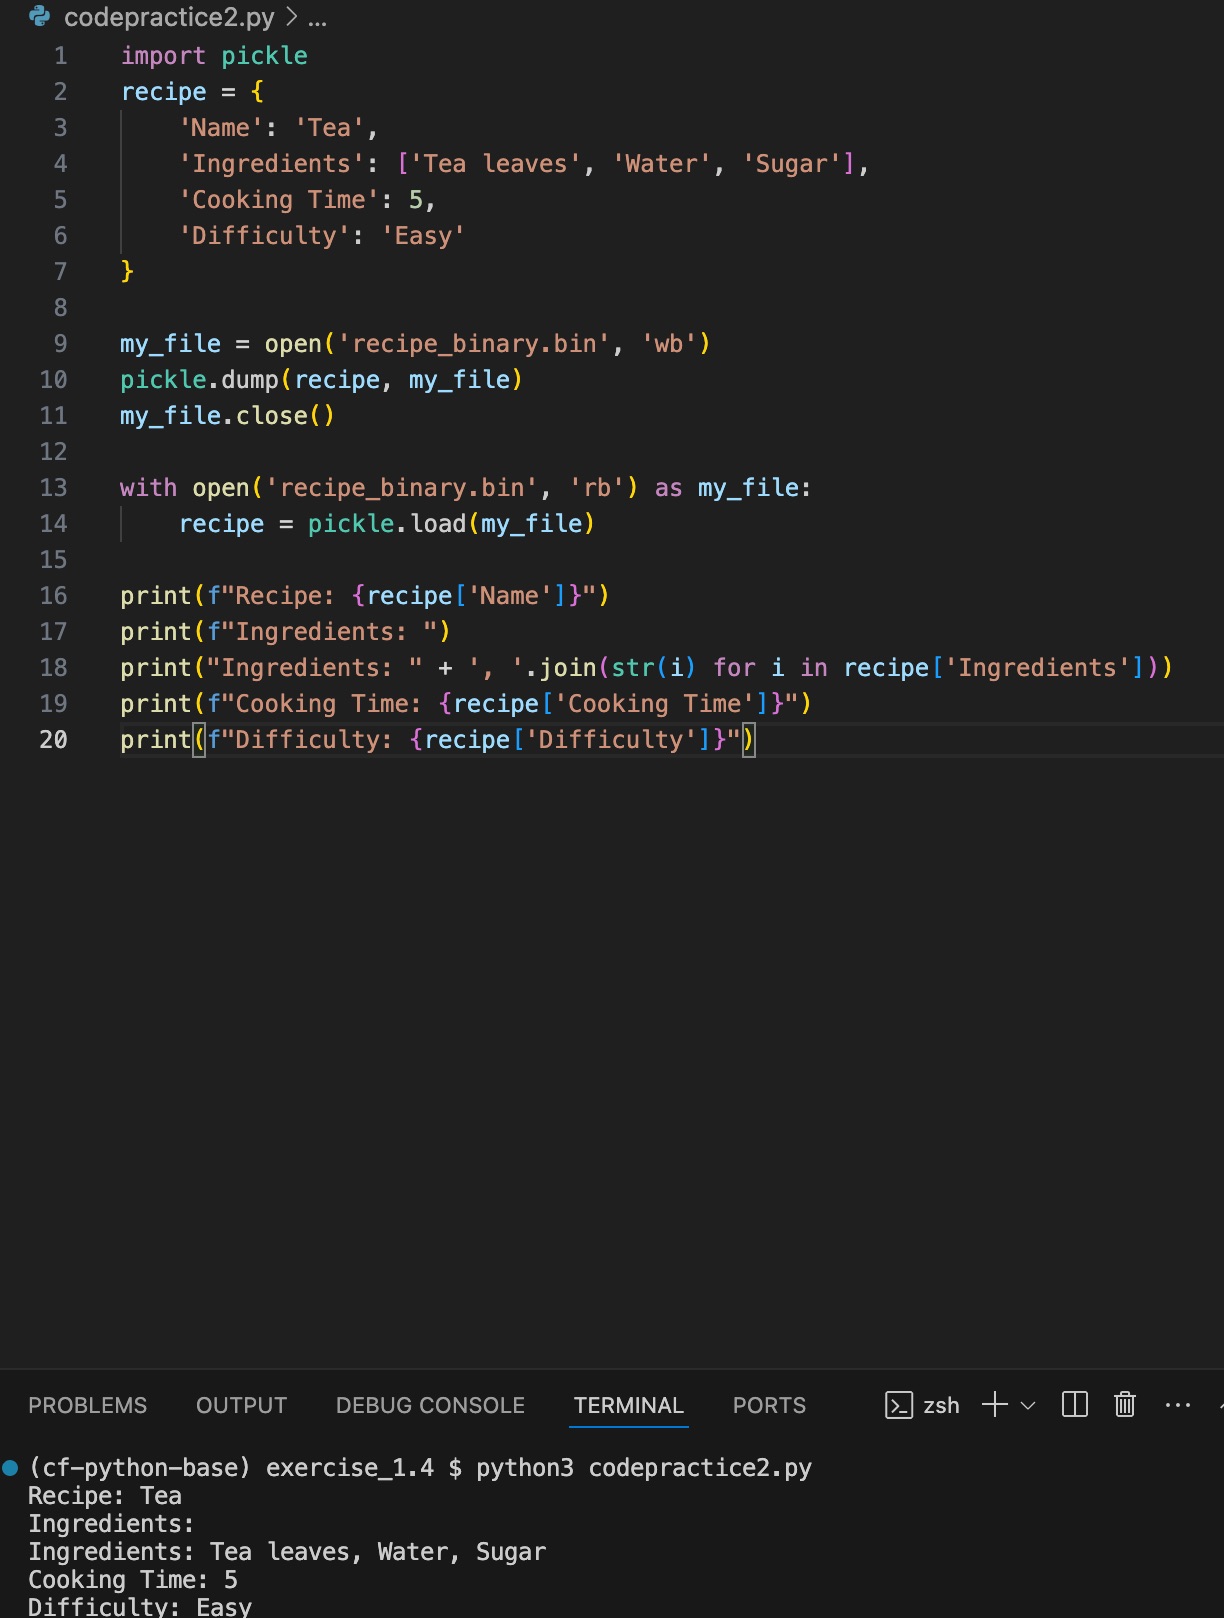 codepractice2.py > ...
1 import pickle
2 recipe = {
3     'Name': 'Tea',
4     'Ingredients': ['Tea leaves', 'Water', 'Sugar'],
5     'Cooking Time': 5,
6     'Difficulty': 'Easy'
7 }
8
9 my_file = open('recipe_binary.bin', 'wb')
10 pickle.dump(recipe, my_file)
11 my_file.close()
12
13 with open('recipe_binary.bin', 'rb') as my_file:
14     recipe = pickle.load(my_file)
15
16 print(f"Recipe: {recipe['Name']}")
17 print(f"Ingredients: ")
18 print("Ingredients: " + ', '.join(str(i) for i in recipe['Ingredients']))
19 print(f"Cooking Time: {recipe['Cooking Time']}")
20 print(f"Difficulty: {recipe['Difficulty']}")
PROBLEMS OUTPUT DEBUG CONSOLE TERMINAL PORTS zsh
(cf-python-base) exercise_1.4 $ python3 codepractice2.py
Recipe: Tea
Ingredients:
Ingredients: Tea leaves, Water, Sugar
Cooking Time: 5
Difficulty: Easy